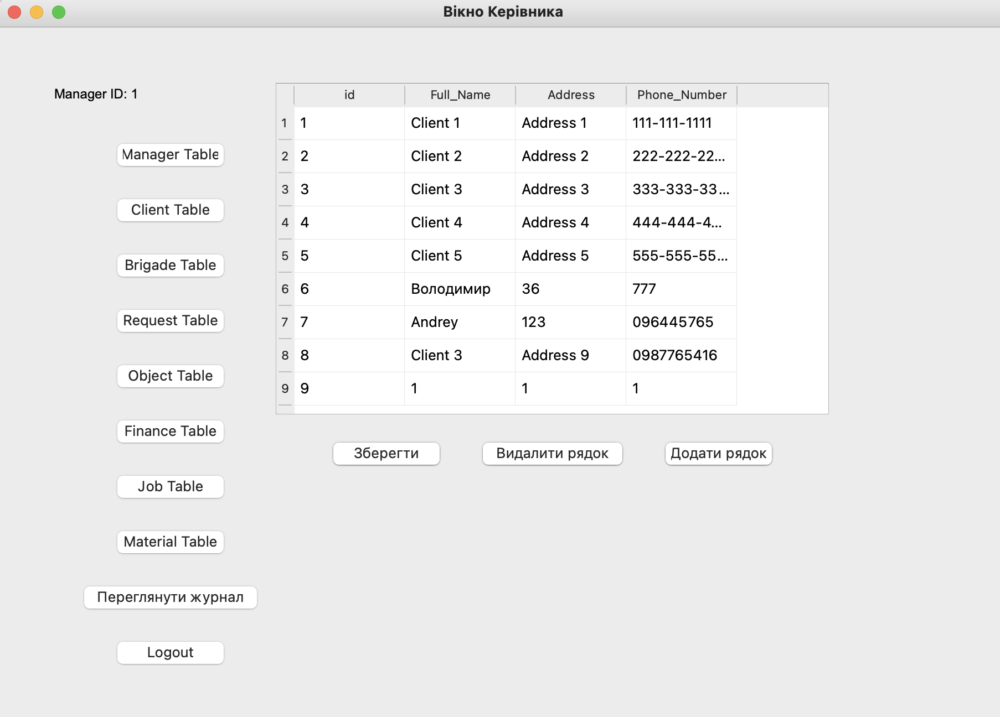 Вікно Керівника
Manager ID: 1
Manager Table
Client Table
Brigade Table
Request Table
Object Table
Finance Table
Job Table
Material Table
Переглянути журнал
Logout
id Full_Name Address Phone_Number
1 1 Client 1 Address 1 111-111-1111
2 2 Client 2 Address 2 222-222-22...
3 3 Client 3 Address 3 333-333-33...
4 4 Client 4 Address 4 444-444-4...
5 5 Client 5 Address 5 555-555-55...
6 6 Володимир 36 777
7 7 Andrey 123 096445765
8 8 Client 3 Address 9 0987765416
9 9 1 1 1
Зберегти Видалити рядок Додати рядок